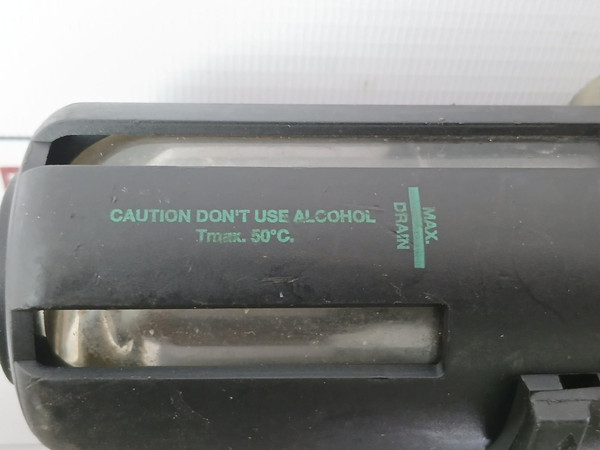 CAUTION DON'T USE ALCOHOL
Tmax. 50°C.
MAX.
DRAIN